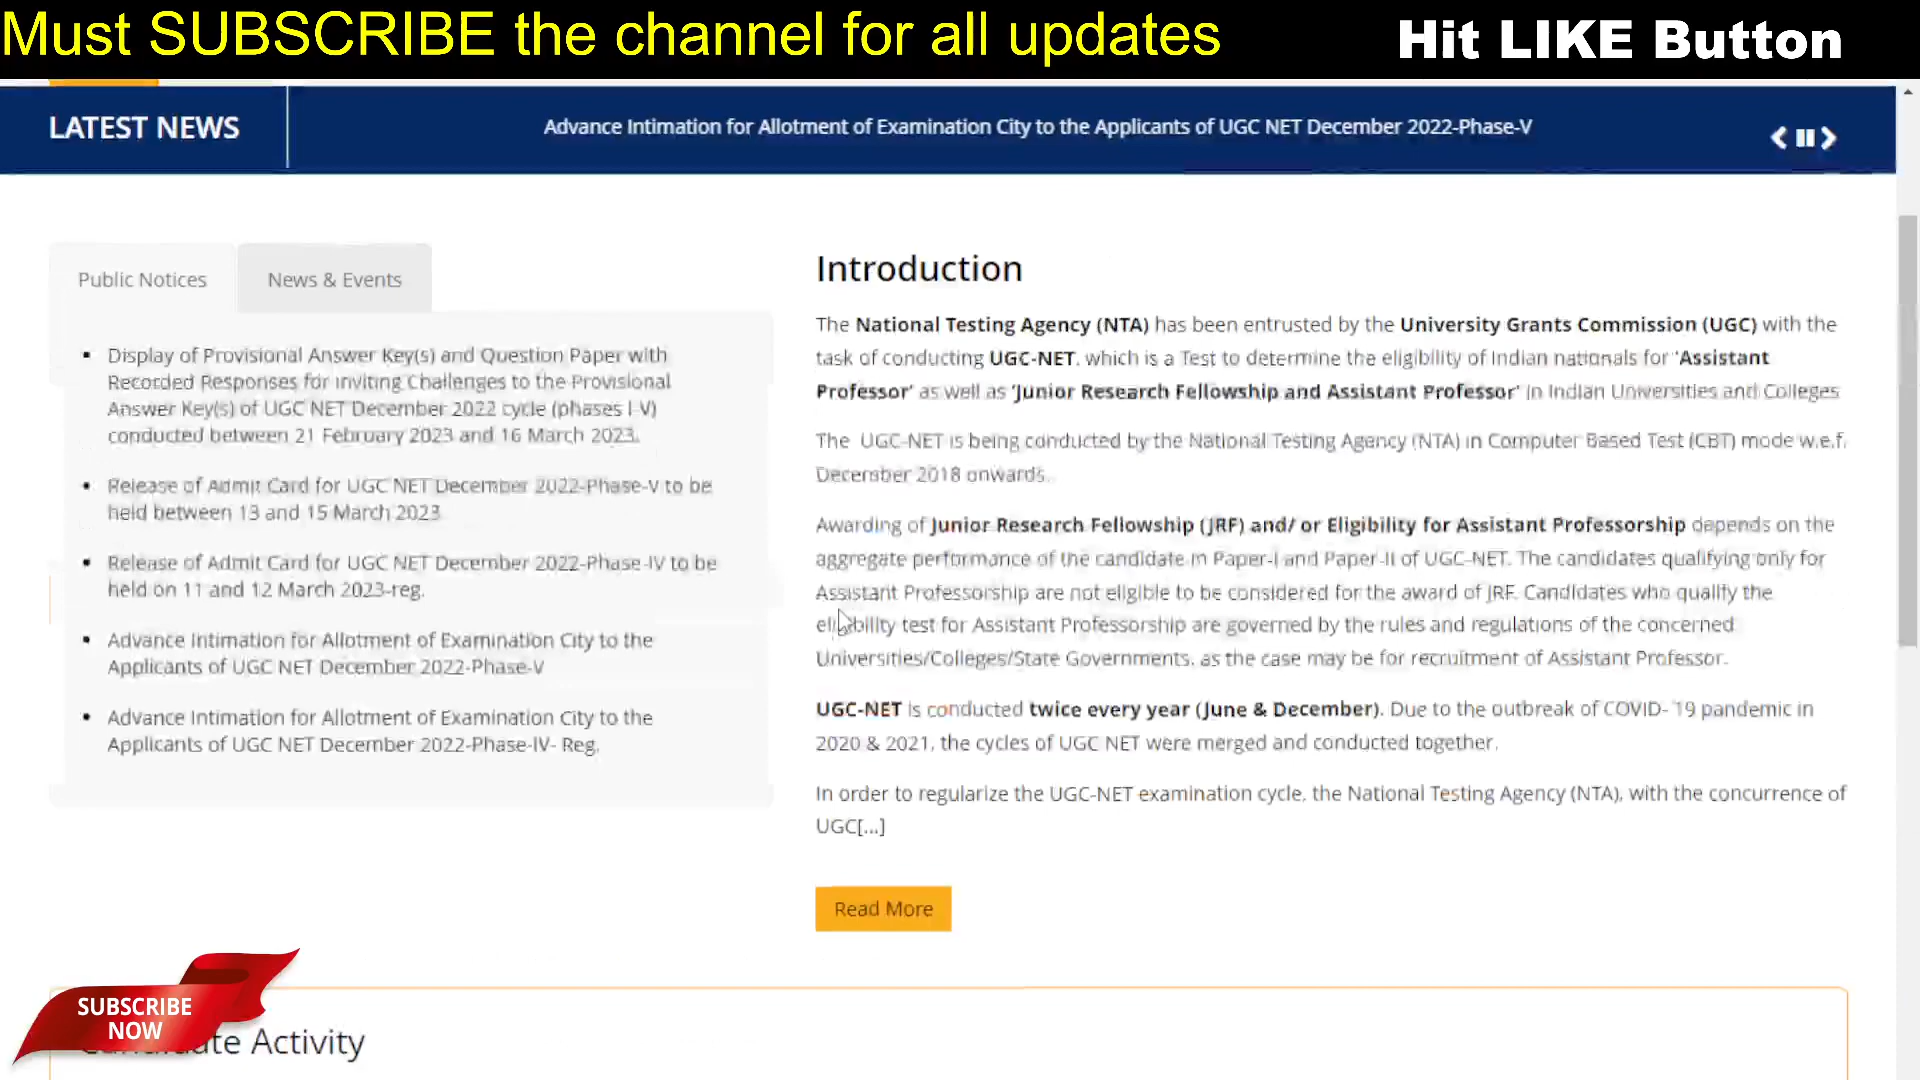 Must SUBSCRIBE the channel for all updates
Hit LIKE Button
LATEST NEWS
Advance Intimation for Allotment of Examination City to the Applicants of UGC NET December 2022-Phase-V
Public Notices
News & Events
Display of Provisional Answer Key(s) and Question Paper with
Recorded Responses for inviting Challenges to the Provisional
Answer Key(s) of UGC NET December 2022 cycle (phases I-V)
conducted between 21 February 2023 and 16 March 2023.
Release of Admit Card for UGC NET December 2022-Phase-V to be
held between 13 and 15 March 2023
Release of Admit Card for UGC NET December 2022-Phase-IV to be
held on 11 and 12 March 2023-reg.
Advance Intimation for Allotment of Examination City to the
Applicants of UGC NET December 2022-Phase-V
Advance Intimation for Allotment of Examination City to the
Applicants of UGC NET December 2022-Phase-IV- Reg.
Introduction
The National Testing Agency (NTA) has been entrusted by the University Grants Commission (UGC) with the
task of conducting UGC-NET, which is a Test to determine the eligibility of Indian nationals for 'Assistant
Professor' as well as 'Junior Research Fellowship and Assistant Professor' in Indian Universities and Colleges
The UGC-NET is being conducted by the National Testing Agency (NTA) in Computer Based Test (CBT) mode w.e.f.
December 2018 onwards.
Awarding of Junior Research Fellowship (JRF) and/ or Eligibility for Assistant Professorship depends on the
aggregate performance of the candidate in Paper-I and Paper-II of UGC-NET. The candidates qualifying only for
Assistant Professorship are not eligible to be considered for the award of JRF. Candidates who qualify the
eligibility test for Assistant Professorship are governed by the rules and regulations of the concerned
Universities/Colleges/State Governments, as the case may be for recruitment of Assistant Professor.
UGC-NET is conducted twice every year (June & December). Due to the outbreak of COVID- 19 pandemic in
2020 & 2021, the cycles of UGC NET were merged and conducted together.
In order to regularize the UGC-NET examination cycle, the National Testing Agency (NTA), with the concurrence of
UGC[...]
Read More
SUBSCRIBE
NOW
Candidate Activity